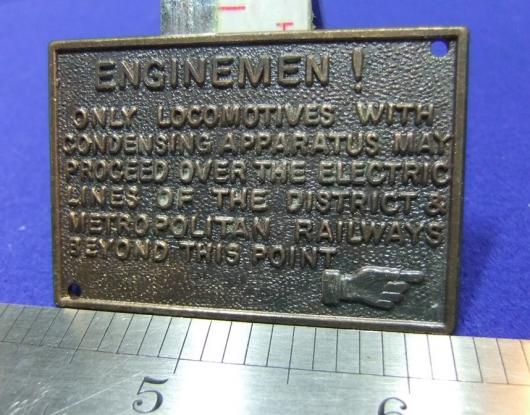 ENGINEMEN !
ONLY LOCOMOTIVES WITH
CONDENSING APPARATUS MAY
PROCEED OVER THE ELECTRIC
LINES OF THE DISTRICT &
METROPOLITAN RAILWAYS
BEYOND THIS POINT
5 6